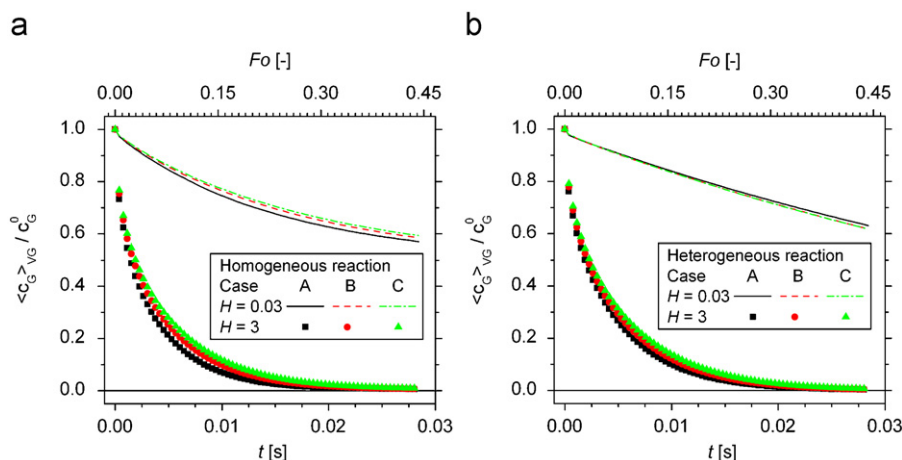 a
Fo [-]
0.00 0.15 0.30 0.45
1.0
0.8
0.6
0.4
0.2
0.0
<c_G>_VG / c_G^0
Homogeneous reaction
Case A B C
H = 0.03
H = 3
0.00 0.01 0.02 0.03
t [s]
b
Fo [-]
0.00 0.15 0.30 0.45
1.0
0.8
0.6
0.4
0.2
0.0
<c_G>_VG / c_G^0
Heterogeneous reaction
Case A B C
H = 0.03
H = 3
0.00 0.01 0.02 0.03
t [s]